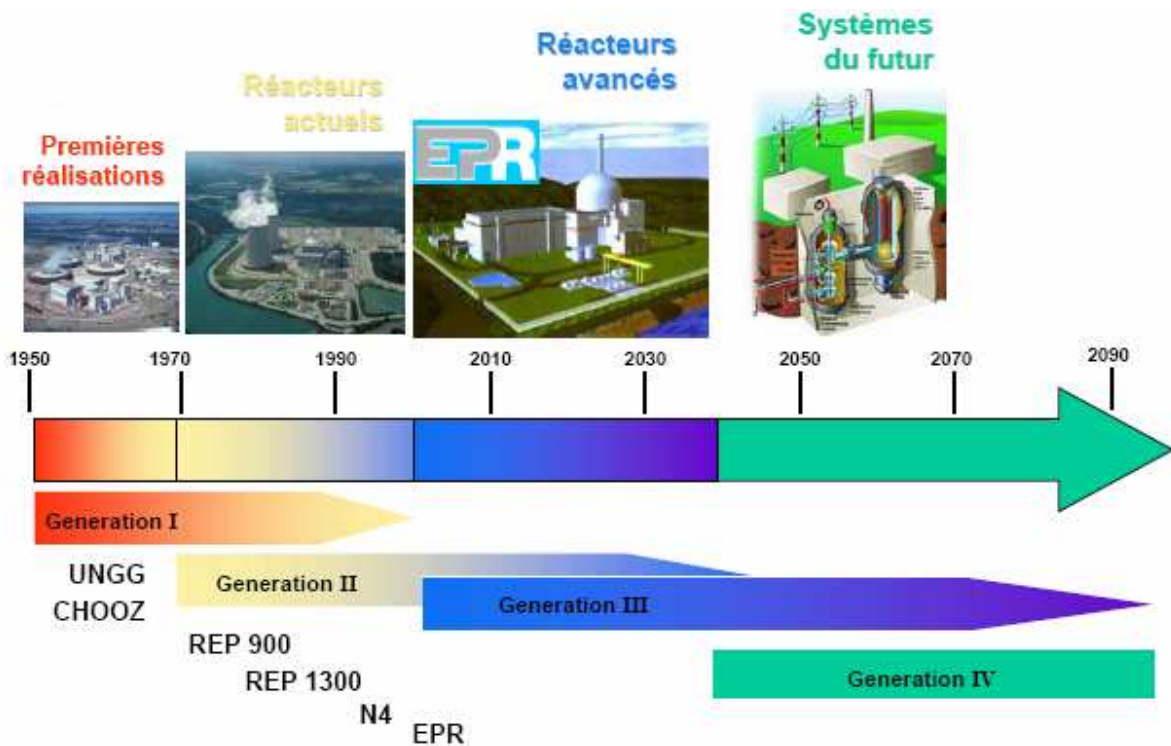 Systèmes
du futur
Réacteurs
avancés
Réacteurs
actuels
Premières
réalisations
EPR
1950 1970 1990 2010 2030 2050 2070 2090
Generation I
UNGG
CHOOZ
Generation II
Generation III
REP 900
REP 1300
N4
EPR
Generation IV